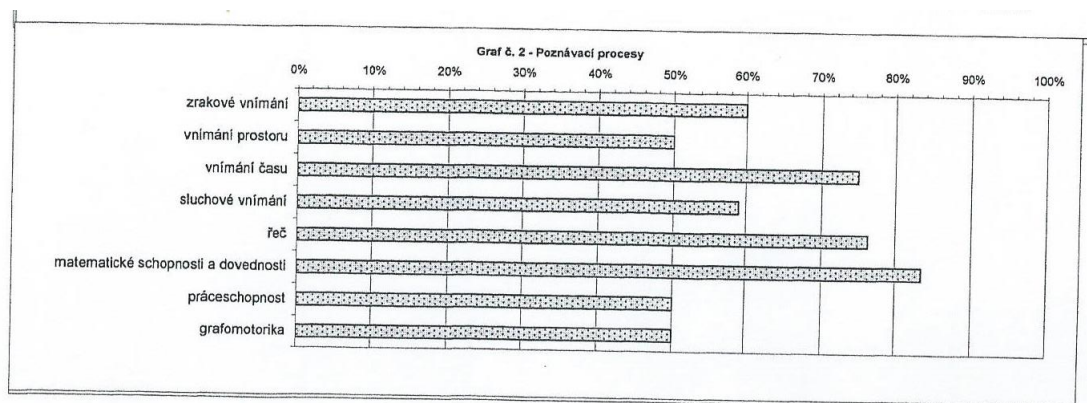 Graf č. 2 - Poznávací procesy
0% 10% 20% 30% 40% 50% 60% 70% 80% 90% 100%
zrakové vnímání
vnímání prostoru
vnímání času
sluchové vnímání
řeč
matematické schopnosti a dovednosti
práceschopnost
grafomotorika